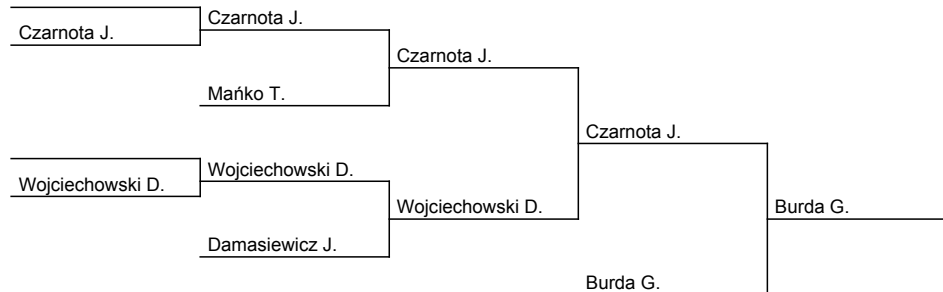 Czarnota J.
Czarnota J.
Czarnota J.
Mańko T.
Czarnota J.
Wojciechowski D.
Wojciechowski D.
Wojciechowski D.
Burda G.
Damasiewicz J.
Burda G.